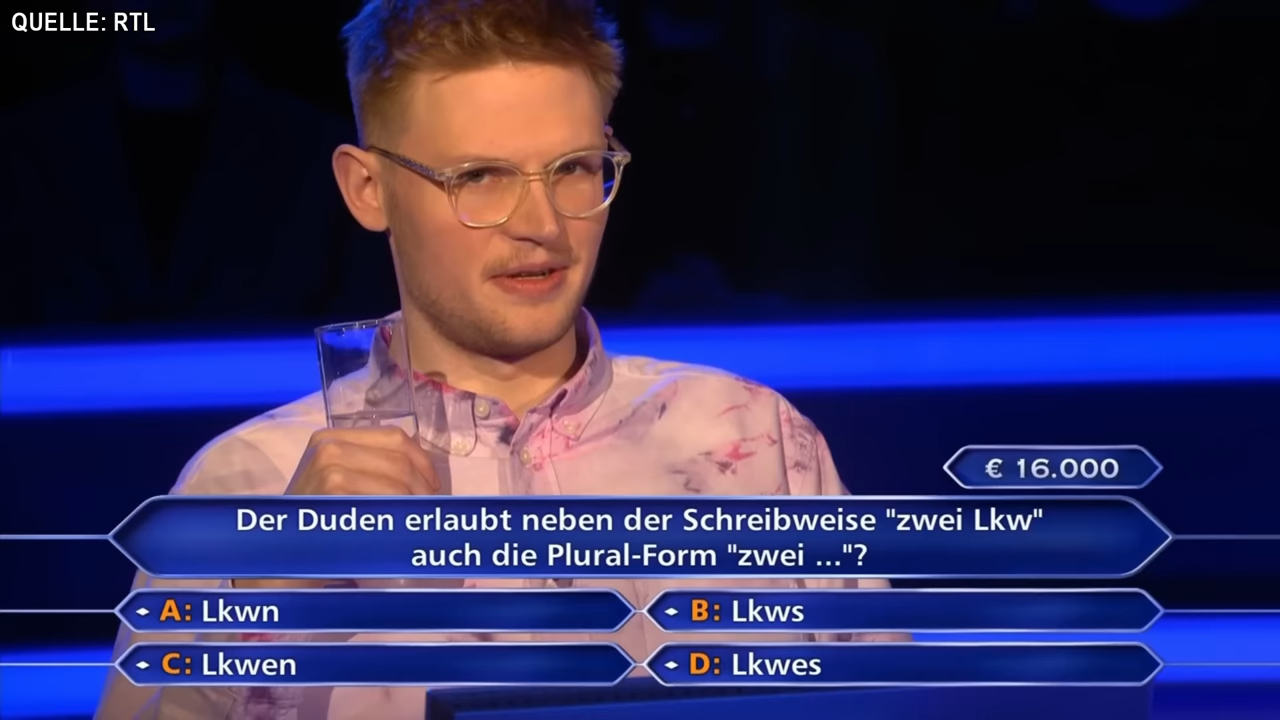 QUELLE: RTL
€ 16.000
Der Duden erlaubt neben der Schreibweise "zwei Lkw"
auch die Plural-Form "zwei ..."?
A: Lkwn
B: Lkws
C: Lkwen
D: Lkwes